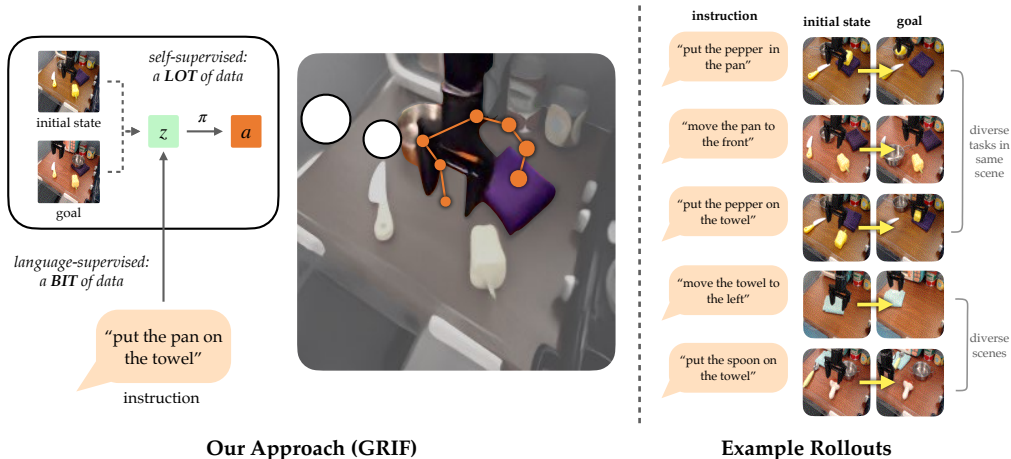 self-supervised:
a LOT of data
initial state
goal
z
π
a
language-supervised:
a BIT of data
"put the pan on
the towel"
instruction
Our Approach (GRIF)
instruction
initial state
goal
"put the pepper in
the pan"
"move the pan to
the front"
"put the pepper on
the towel"
diverse
tasks in
same
scene
"move the towel to
the left"
"put the spoon on
the towel"
diverse
scenes
Example Rollouts